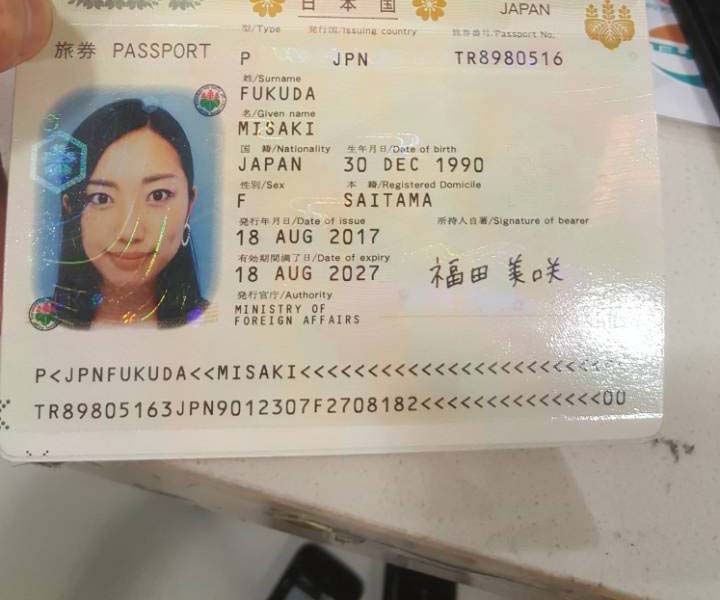 日本国
JAPAN
旅券 PASSPORT
型/Type
発行国/Issuing country
旅券番号/Passport No.
P
JPN
TR8980516
姓/Surname
FUKUDA
名/Given name
MISAKI
国 籍/Nationality
生年月日/Date of birth
JAPAN
30 DEC 1990
性別/Sex
本 籍/Registered Domicile
F
SAITAMA
発行年月日/Date of issue
所持人自署/Signature of bearer
18 AUG 2017
有効期間満了日/Date of expiry
18 AUG 2027
福田美咲
発行官庁/Authority
MINISTRY OF
FOREIGN AFFAIRS
P<JPNFUKUDA<<MISAKI<<<<<<<<<<<<<<<<<<<<<<<<<
TR89805163JPN9012307F2708182<<<<<<<<<<<<<<00